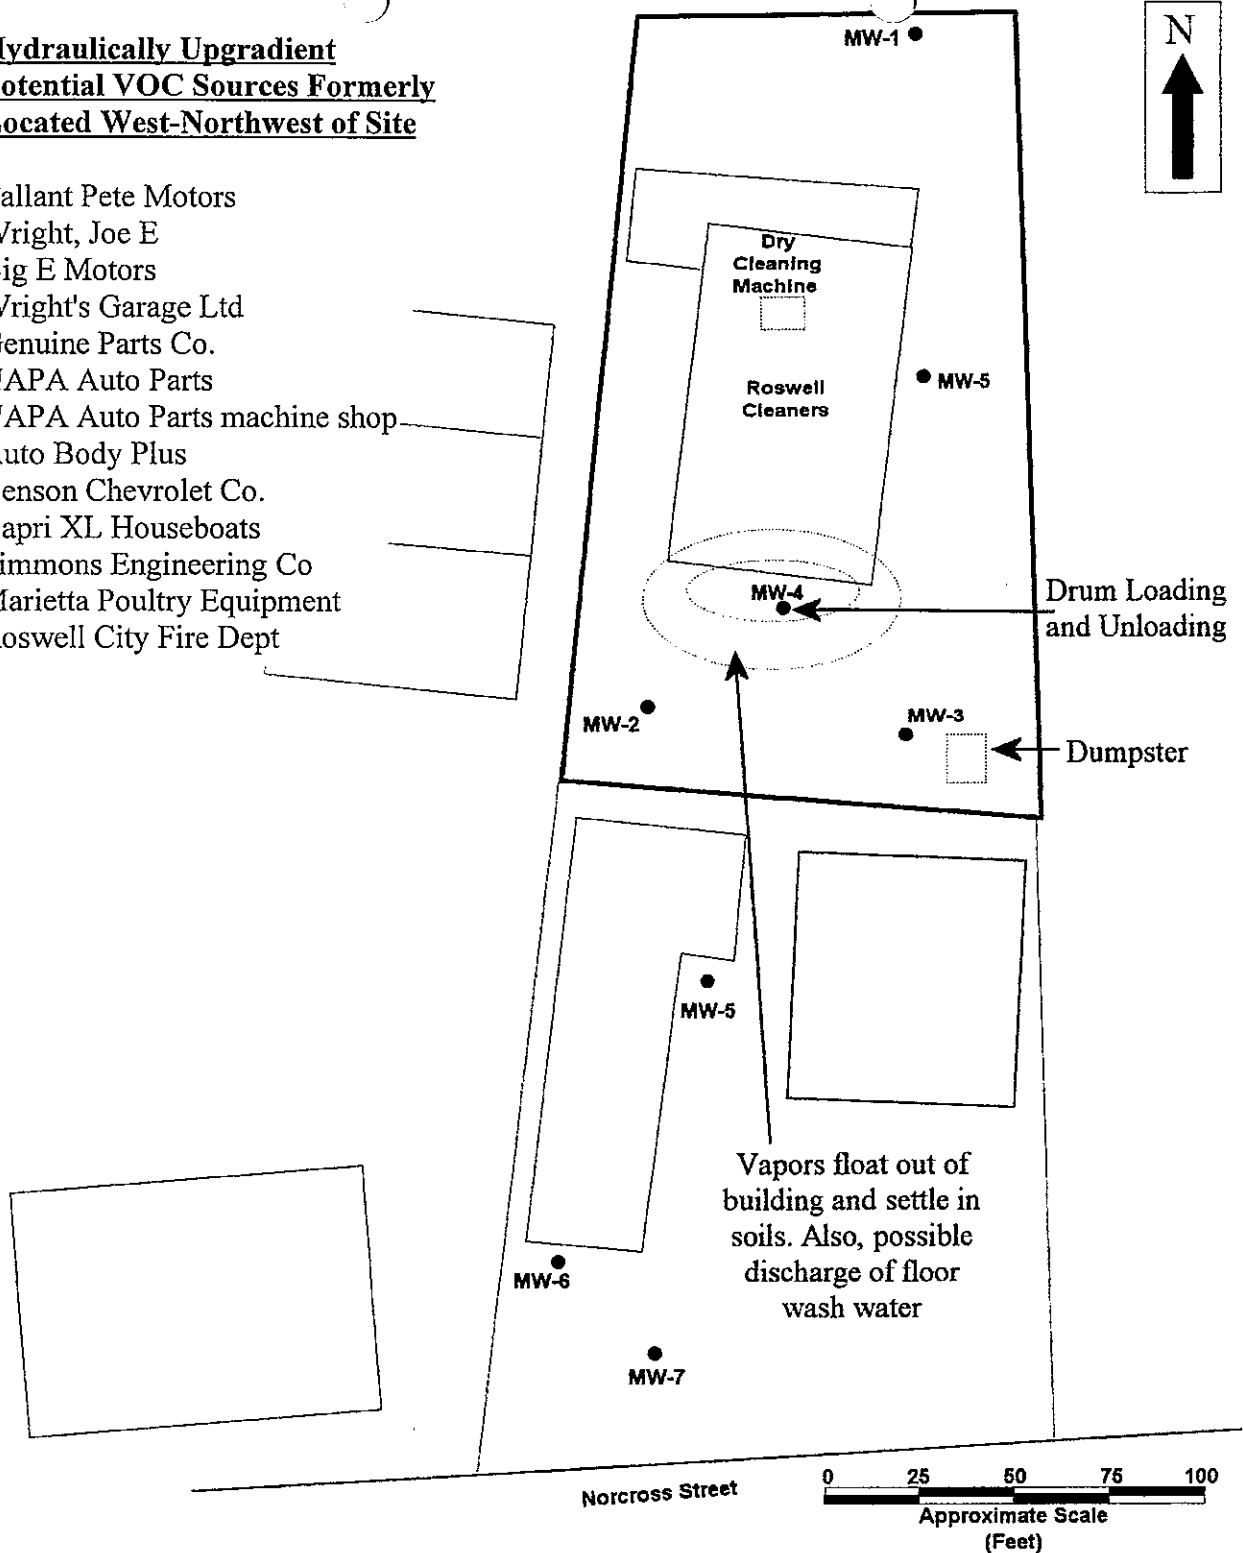 ydraulically Upgradient
otential VOC Sources Formerly
ocated West-Northwest of Site
allant Pete Motors
right, Joe E
ig E Motors
right's Garage Ltd
enuine Parts Co.
APA Auto Parts
APA Auto Parts machine shop
uto Body Plus
enson Chevrolet Co.
apri XL Houseboats
immons Engineering Co
arietta Poultry Equipment
oswell City Fire Dept
MW-1
N
Dry
Cleaning
Machine
MW-5
Roswell
Cleaners
MW-4
Drum Loading
and Unloading
MW-2
MW-3
Dumpster
MW-5
Vapors float out of
building and settle in
soils. Also, possible
discharge of floor
wash water
MW-6
MW-7
Norcross Street
0 25 50 75 100
Approximate Scale
(Feet)